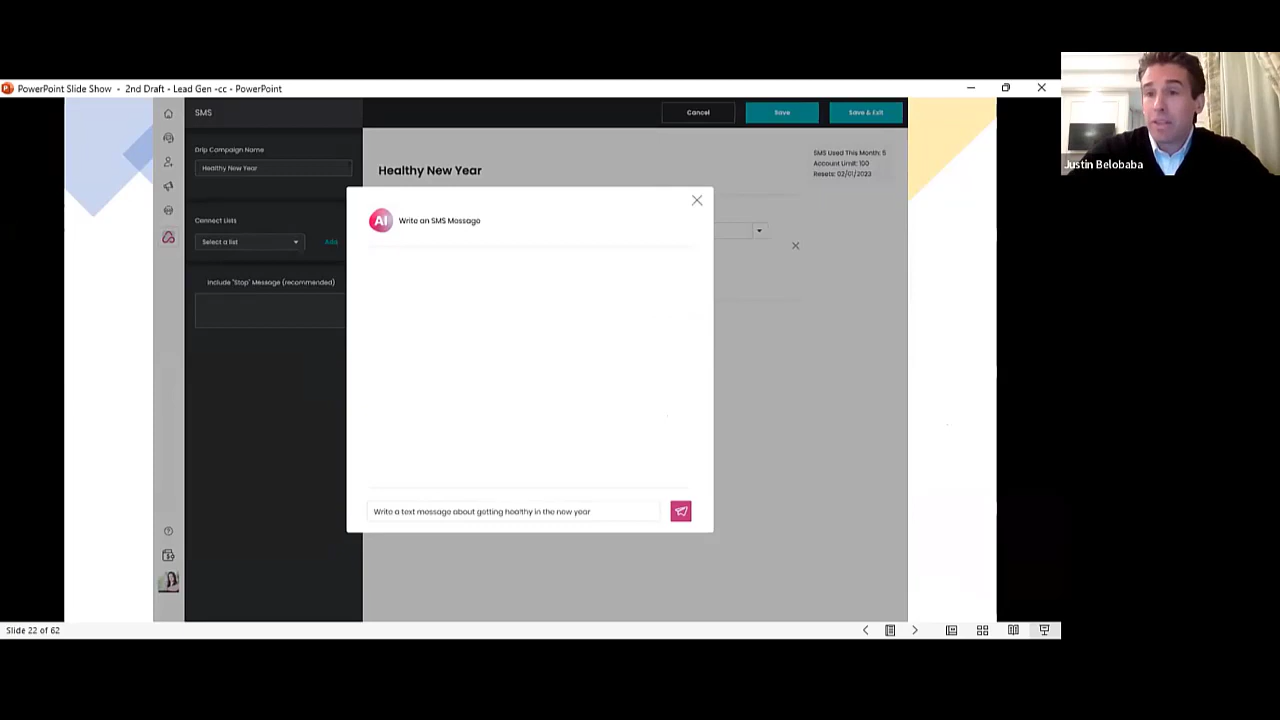 PowerPoint Slide Show - 2nd Draft - Lead Gen -cc - PowerPoint
SMS
Cancel
Save
Save & Exit
Drip Campaign Name
Healthy New Year
Healthy New Year
SMS Used This Month: 5
Account Limit: 100
Resets: 02/01/2023
Connect Lists
Select a list
Add
Include "Stop" Message (recommended)
AI
Write an SMS Message
Write a text message about getting healthy in the new year
Justin Belobaba
Slide 22 of 62